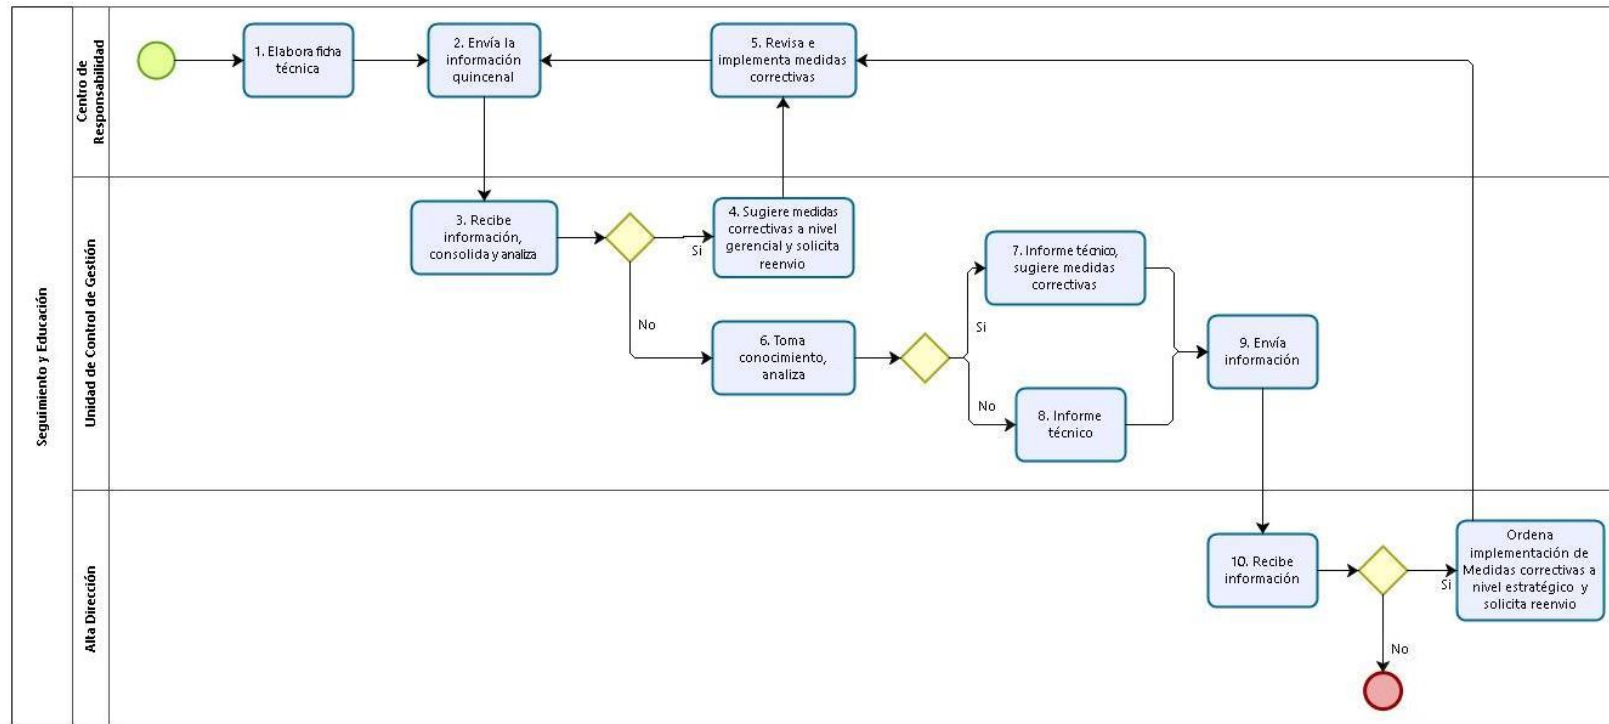 Seguimiento y Educación
Centro de
Responsabilidad
1. Elabora ficha
técnica
2. Envía la
información
quincenal
5. Revisa e
implementa medidas
correctivas
Unidad de Control de Gestión
3. Recibe
información,
consolida y analiza
Si
No
4. Sugiere medidas
correctivas a nivel
gerencial y solicita
reenvio
6. Toma
conocimiento,
analiza
Si
No
7. Informe técnico,
sugiere medidas
correctivas
8. Informe
técnico
9. Envía
información
Alta Dirección
10. Recibe
información
Si
No
Ordena
implementación de
Medidas correctivas a
nivel estratégico y
solicita reenvio